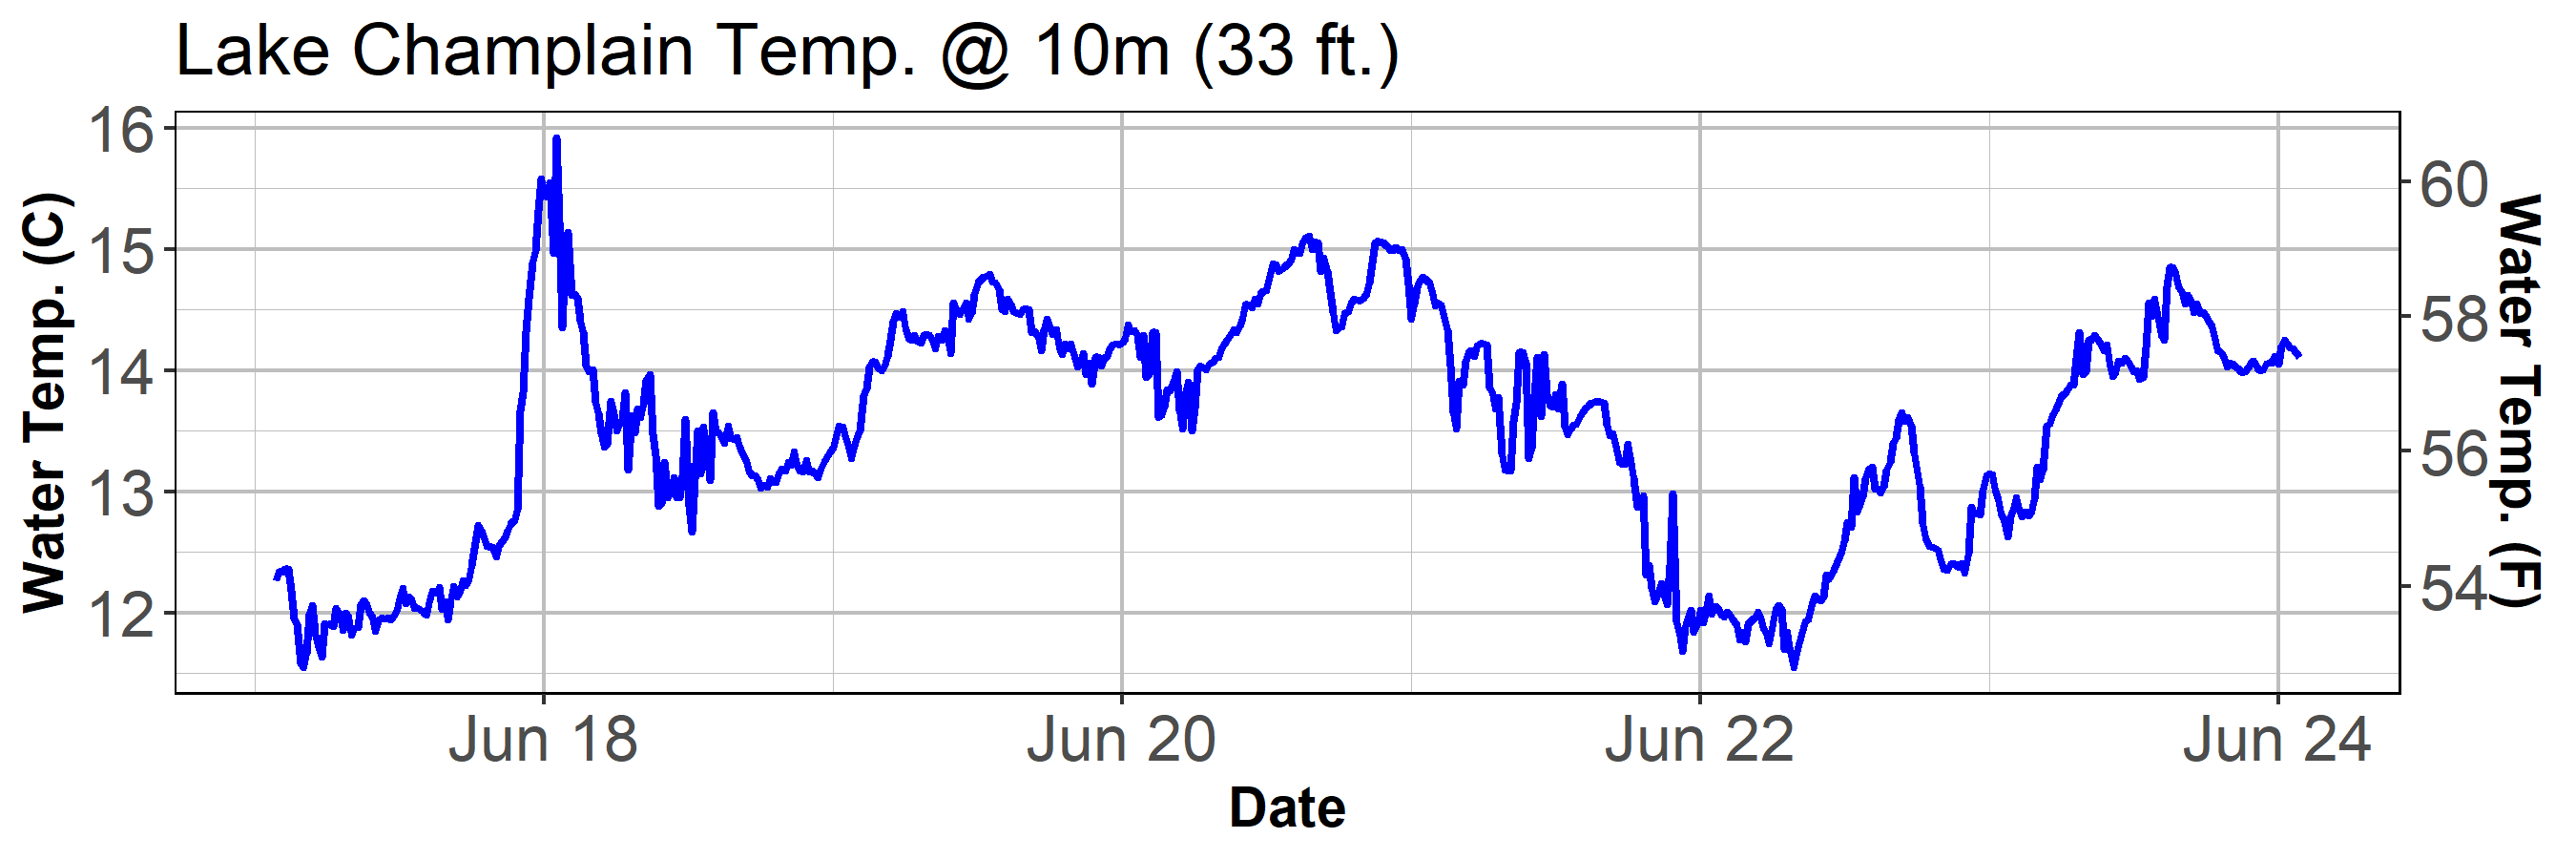 Lake Champlain Temp. @ 10m (33 ft.)
Water Temp. (C)
16
15
14
13
12
60
58
56
54
Water Temp. (F)
Jun 18
Jun 20
Jun 22
Jun 24
Date